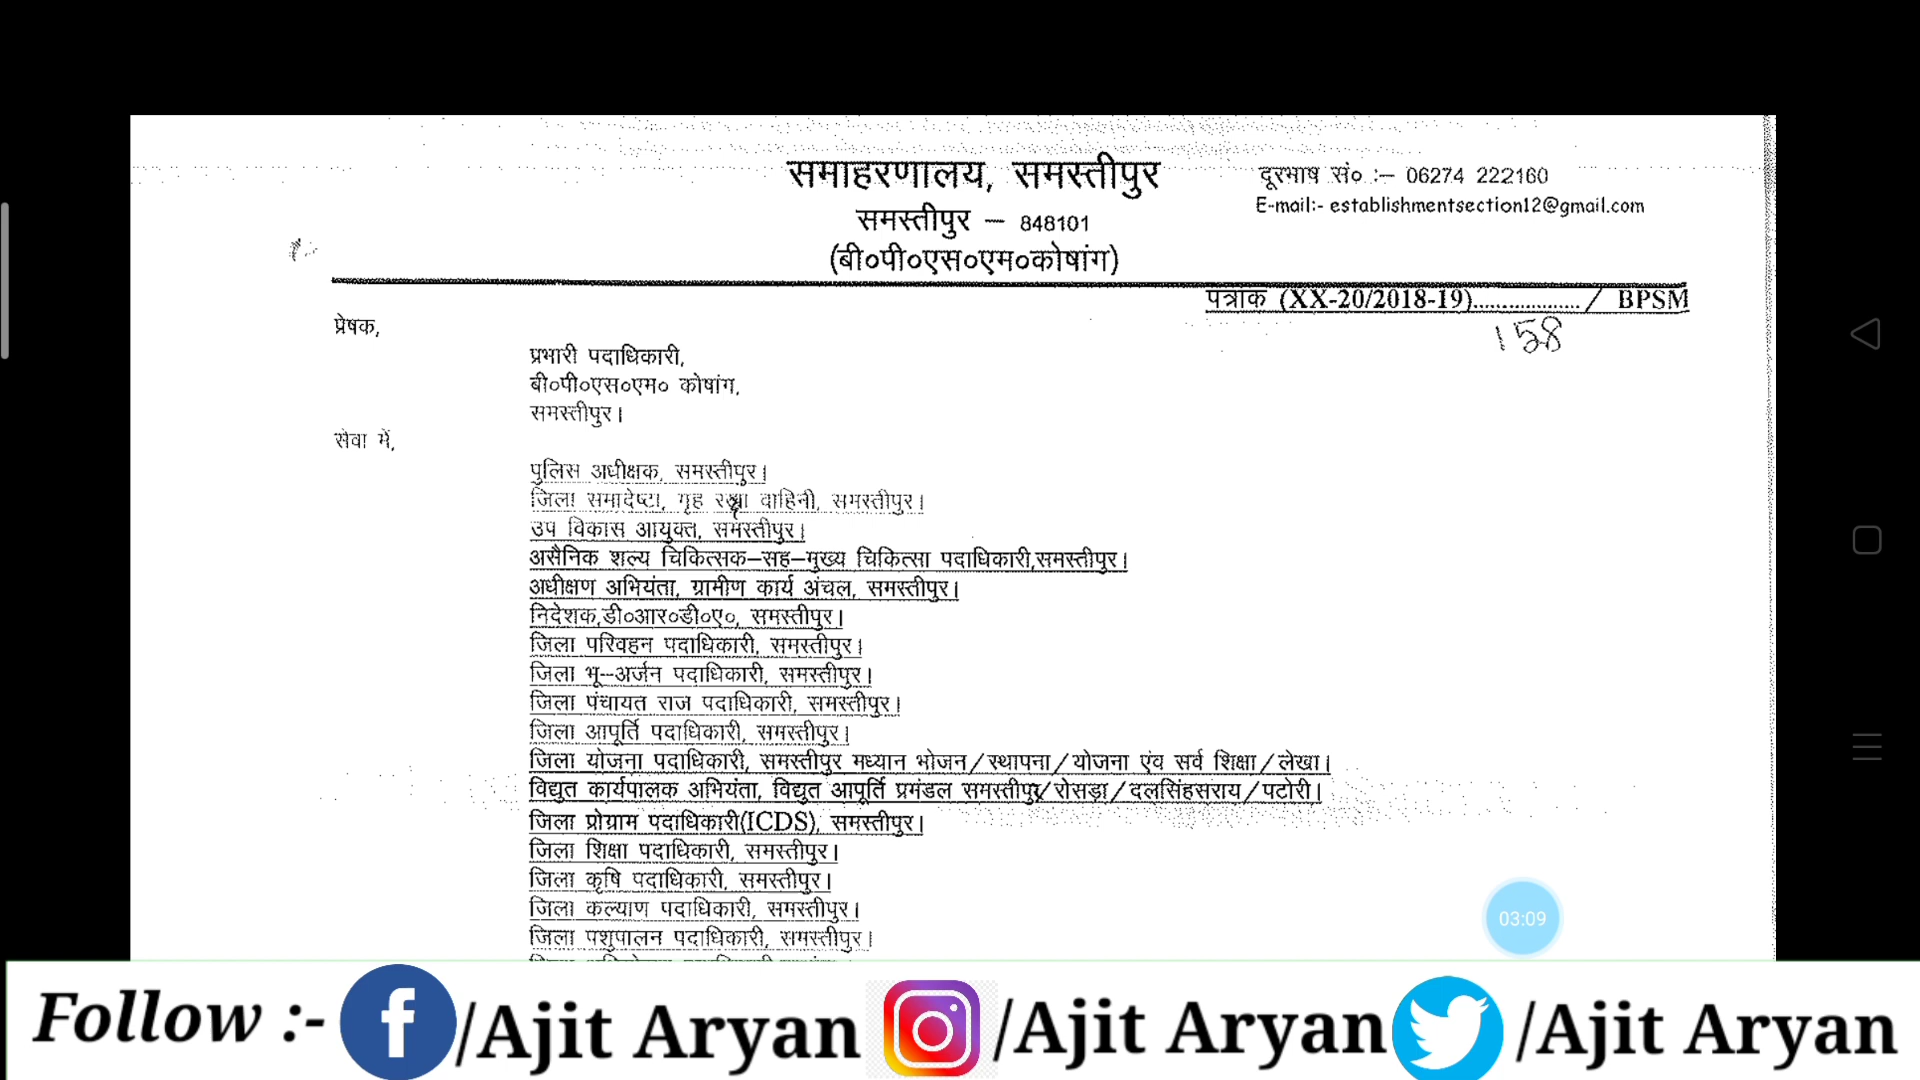 समाहरणालय, समस्तीपुर
दूरभाष सं० :– 06274 222160
समस्तीपुर – 848101
E-mail:- establishmentsection12@gmail.com
(बी०पी०एस०एम०कोषांग)
पत्रांक (XX-20/2018-19).................../ BPSM
158
प्रेषक,
प्रभारी पदाधिकारी,
बी०पी०एस०एम० कोषांग,
समस्तीपुर।
सेवा में,
पुलिस अधीक्षक, समस्तीपुर।
जिला समादेष्टा, गृह रक्षा वाहिनी, समस्तीपुर।
उप विकास आयुक्त, समस्तीपुर।
असैनिक शल्य चिकित्सक–सह–मुख्य चिकित्सा पदाधिकारी,समस्तीपुर।
अधीक्षण अभियंता, ग्रामीण कार्य अंचल, समस्तीपुर।
निदेशक,डी०आर०डी०ए०, समस्तीपुर।
जिला परिवहन पदाधिकारी, समस्तीपुर।
जिला भू–अर्जन पदाधिकारी, समस्तीपुर।
जिला पंचायत राज पदाधिकारी, समस्तीपुर।
जिला आपूर्ति पदाधिकारी, समस्तीपुर।
जिला योजना पदाधिकारी, समस्तीपुर मध्यान भोजन/स्थापना/योजना एंव सर्व शिक्षा/लेखा।
विद्युत कार्यपालक अभियंता, विद्युत आपूर्ति प्रमंडल समस्तीपुर/रोसड़ा/दलसिंहसराय/पटोरी।
जिला प्रोग्राम पदाधिकारी(ICDS), समस्तीपुर।
जिला शिक्षा पदाधिकारी, समस्तीपुर।
जिला कृषि पदाधिकारी, समस्तीपुर।
जिला कल्याण पदाधिकारी, समस्तीपुर।
जिला पशुपालन पदाधिकारी, समस्तीपुर।
03:09
Follow :- /Ajit Aryan /Ajit Aryan /Ajit Aryan